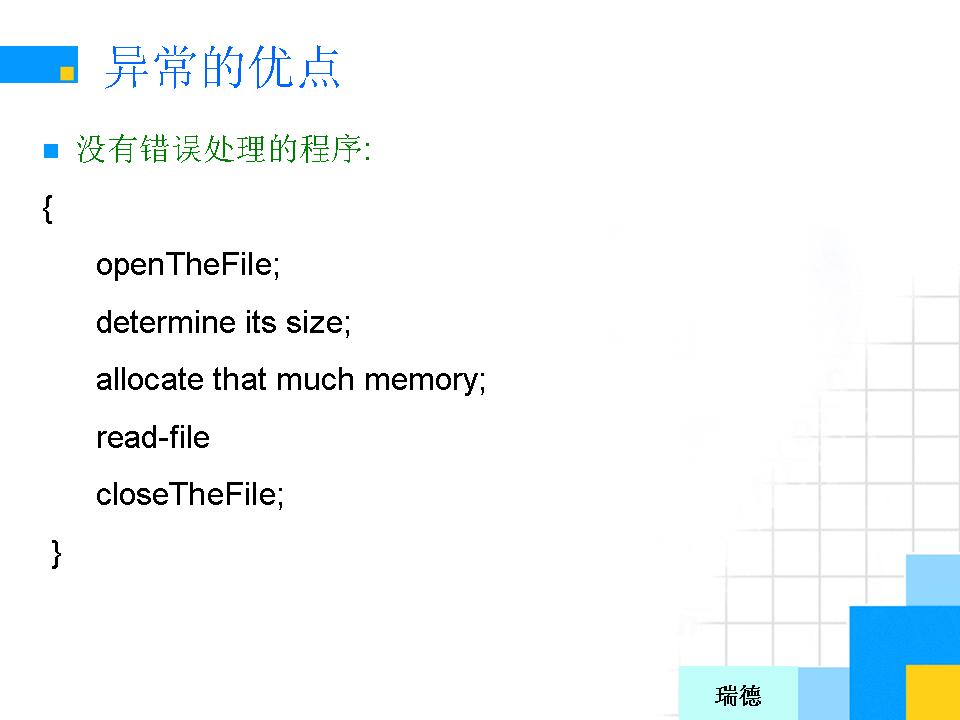 异常的优点
没有错误处理的程序:
{
openTheFile;
determine its size;
allocate that much memory;
read-file
closeTheFile;
}
瑞德